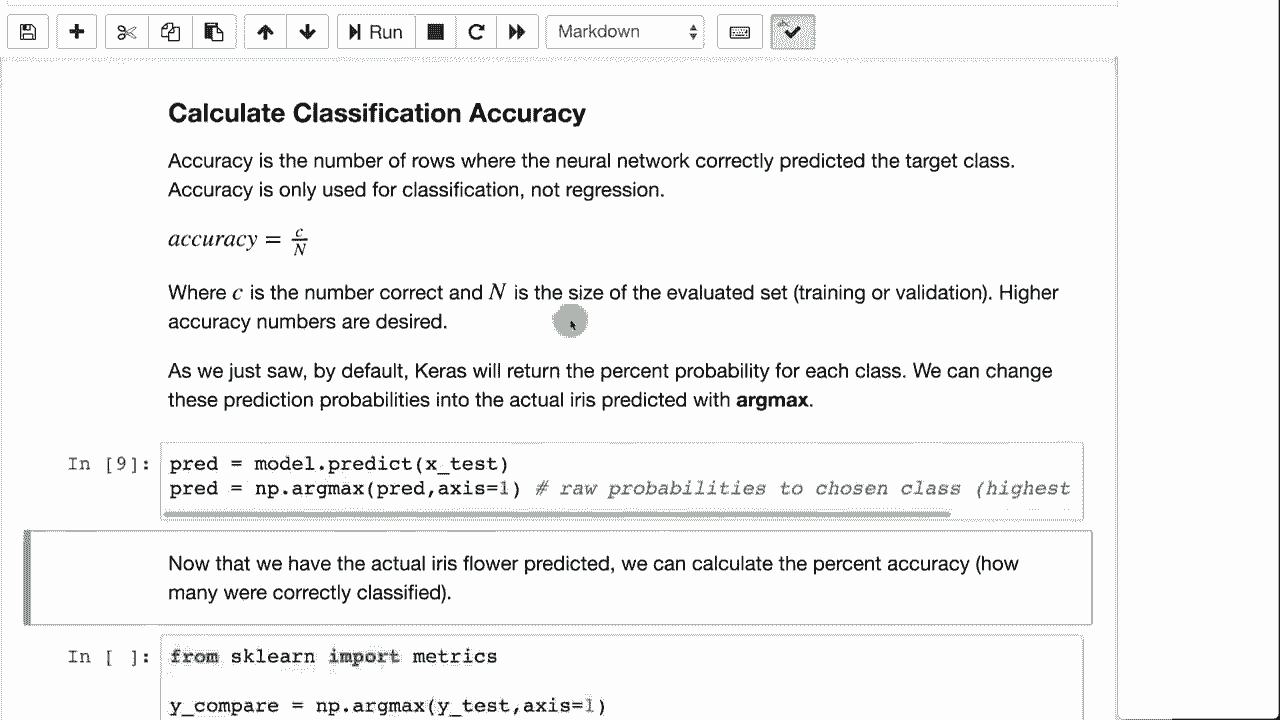 Run
Markdown
Calculate Classification Accuracy
Accuracy is the number of rows where the neural network correctly predicted the target class.
Accuracy is only used for classification, not regression.
accuracy = c/N
Where c is the number correct and N is the size of the evaluated set (training or validation). Higher
accuracy numbers are desired.
As we just saw, by default, Keras will return the percent probability for each class. We can change
these prediction probabilities into the actual iris predicted with argmax.
In [9]: pred = model.predict(x_test)
pred = np.argmax(pred,axis=1) # raw probabilities to chosen class (highest
Now that we have the actual iris flower predicted, we can calculate the percent accuracy (how
many were correctly classified).
In [ ]: from sklearn import metrics
y_compare = np.argmax(y_test,axis=1)